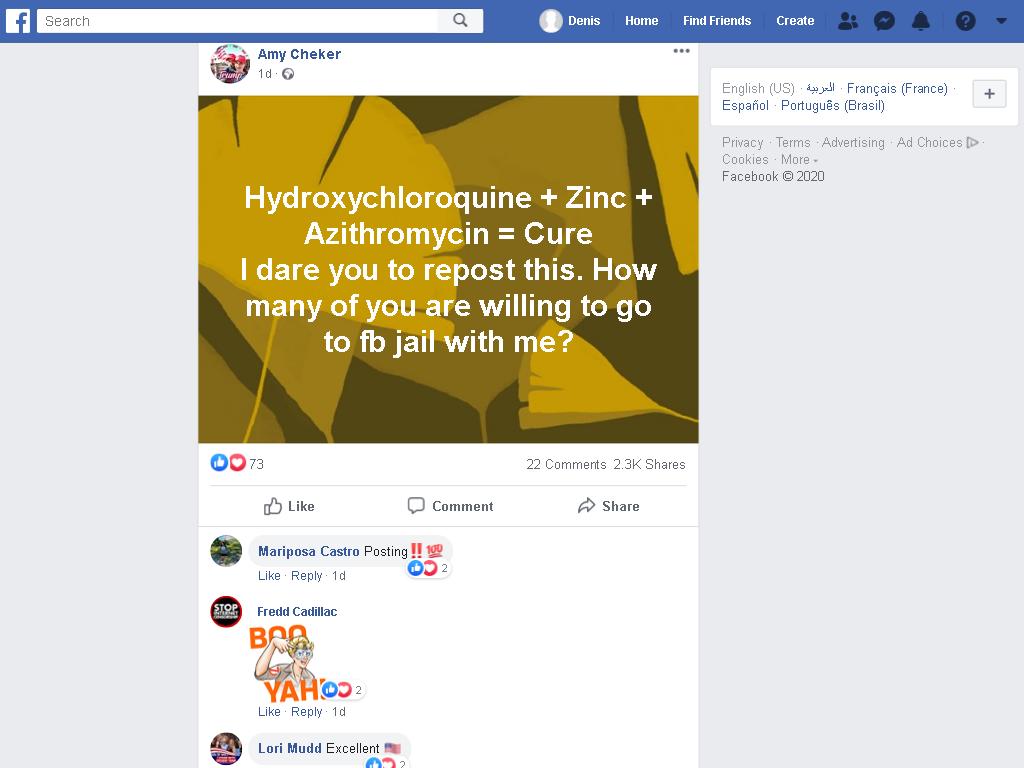 Search
Denis
Home
Find Friends
Create
Amy Cheker
1d ·
Hydroxychloroquine + Zinc +
Azithromycin = Cure
I dare you to repost this. How
many of you are willing to go
to fb jail with me?
73
22 Comments 2.3K Shares
Like
Comment
Share
Mariposa Castro Posting‼️💯
2
Like · Reply · 1d
STOP
INTERNET
CENSORSHIP
Fredd Cadillac
BOO
YAH!
2
Like · Reply · 1d
Lori Mudd Excellent 🇺🇸
2
English (US) · العربية · Français (France) ·
Español · Português (Brasil)
+
Privacy · Terms · Advertising · Ad Choices ·
Cookies · More
Facebook © 2020